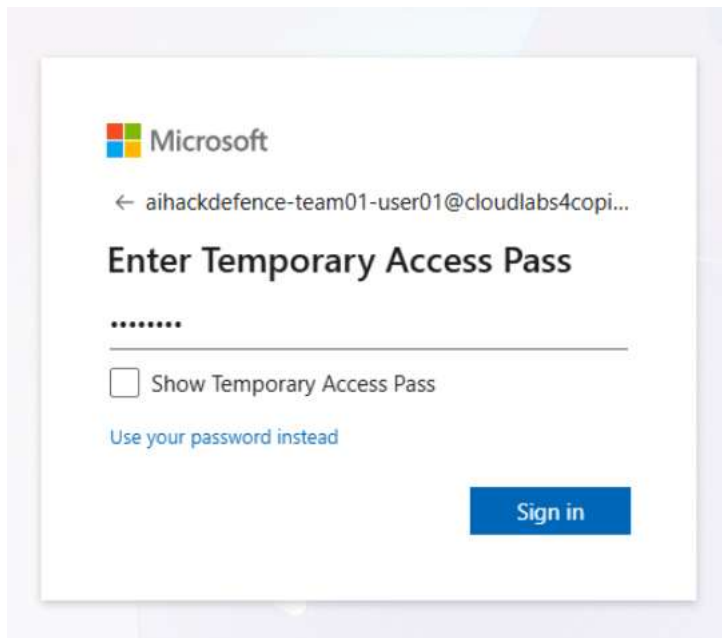 Microsoft
← aihackdefence-team01-user01@cloudlabs4copi...
Enter Temporary Access Pass
••••••••
Show Temporary Access Pass
Use your password instead
Sign in